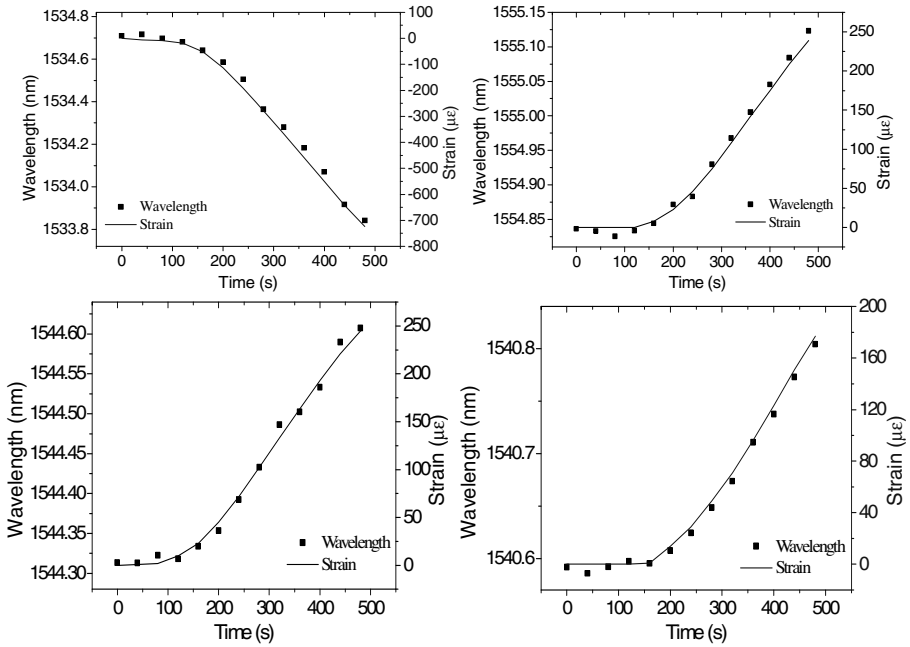 1534.8
1534.6
1534.4
1534.2
1534.0
1533.8
Wavelength (nm)
100
0
-100
-200
-300
-400
-500
-600
-700
-800
Strain (με)
Wavelength
Strain
0 100 200 300 400 500
Time (s)
1555.15
1555.10
1555.05
1555.00
1554.95
1554.90
1554.85
Wavelength (nm)
250
200
150
100
50
0
Strain (με)
Wavelength
Strain
0 100 200 300 400 500
Time (s)
1544.60
1544.55
1544.50
1544.45
1544.40
1544.35
1544.30
Wavelength (nm)
250
200
150
100
50
0
Strain (με)
Wavelength
Strain
0 100 200 300 400 500
Time (s)
1540.8
1540.7
1540.6
Wavelength (nm)
200
160
120
80
40
0
Strain (με)
Wavelength
Strain
0 100 200 300 400 500
Time (s)